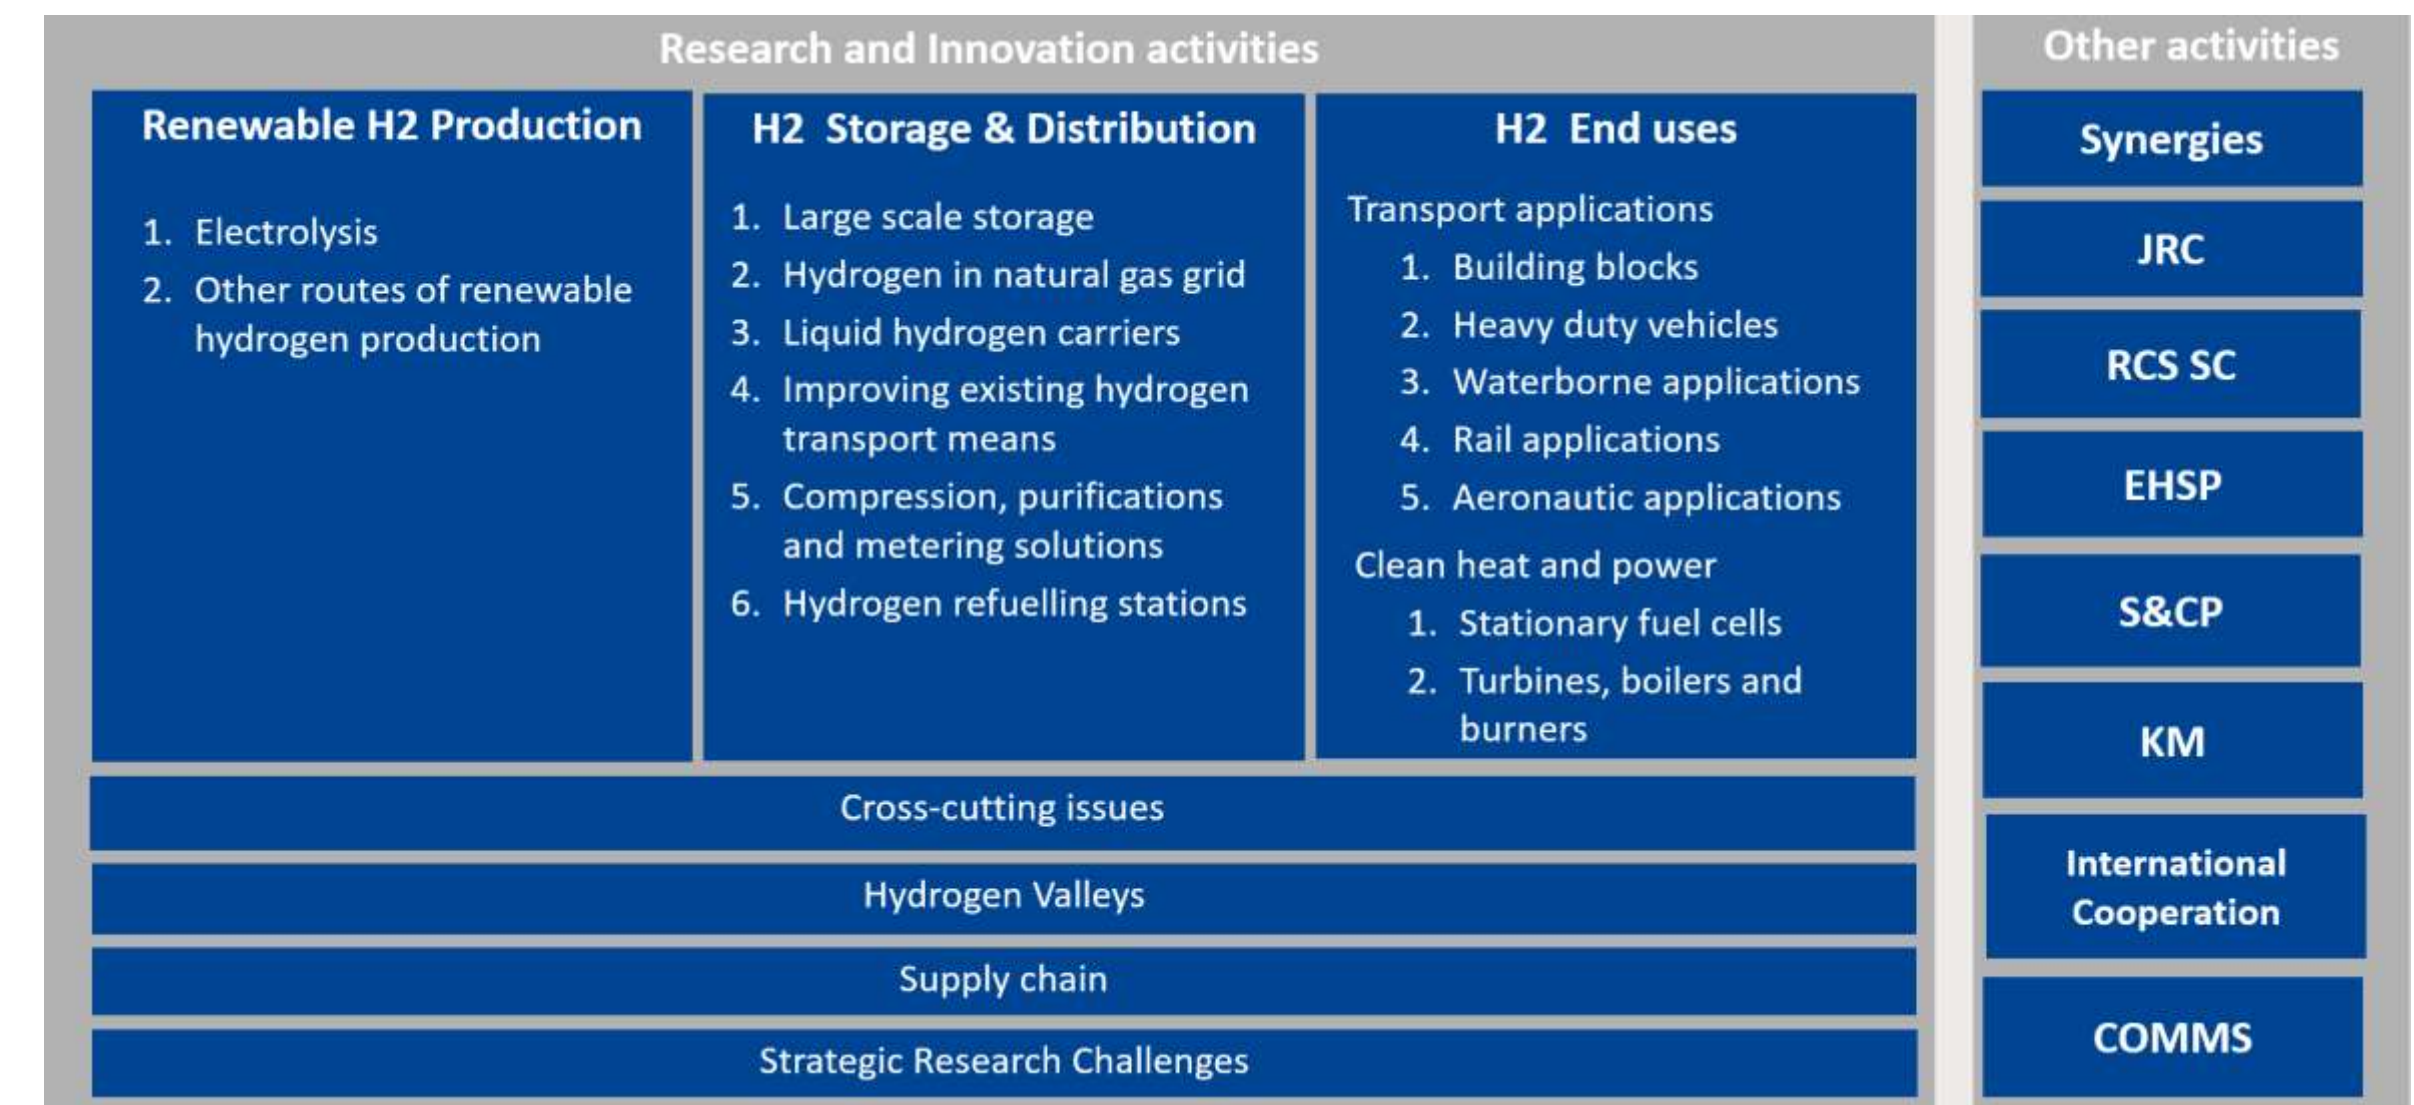 Research and Innovation activities
Renewable H2 Production
1. Electrolysis
2. Other routes of renewable
hydrogen production
H2 Storage & Distribution
1. Large scale storage
2. Hydrogen in natural gas grid
3. Liquid hydrogen carriers
4. Improving existing hydrogen
transport means
5. Compression, purifications
and metering solutions
6. Hydrogen refuelling stations
H2 End uses
Transport applications
1. Building blocks
2. Heavy duty vehicles
3. Waterborne applications
4. Rail applications
5. Aeronautic applications
Clean heat and power
1. Stationary fuel cells
2. Turbines, boilers and
burners
Cross-cutting issues
Hydrogen Valleys
Supply chain
Strategic Research Challenges
Other activities
Synergies
JRC
RCS SC
EHSP
S&CP
KM
International
Cooperation
COMMS